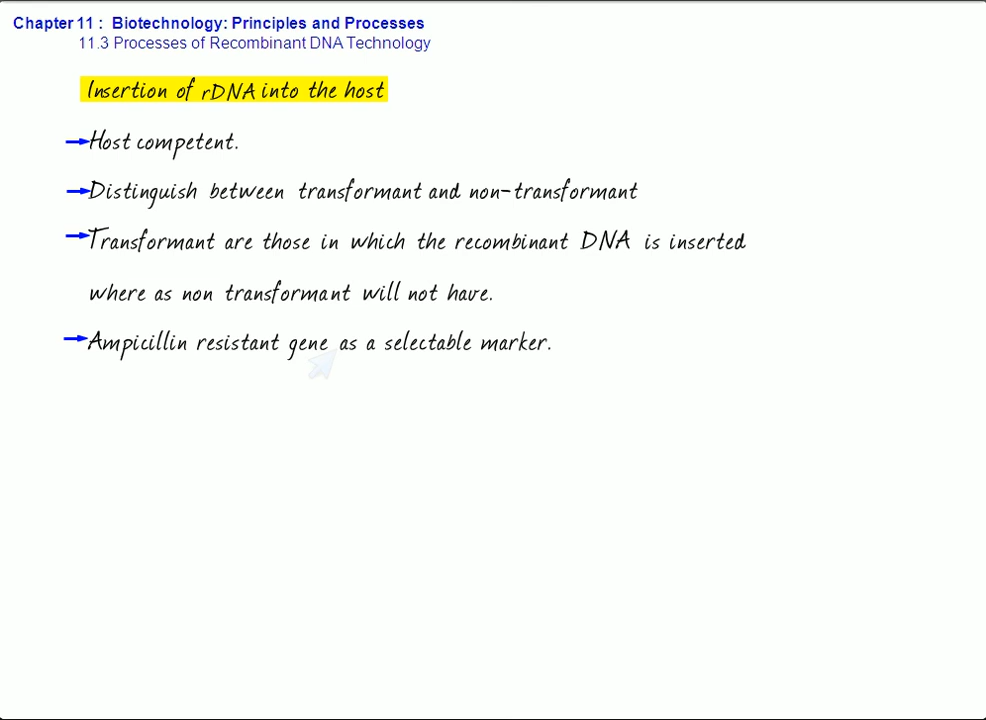 Chapter 11 : Biotechnology: Principles and Processes
11.3 Processes of Recombinant DNA Technology
Insertion of rDNA into the host
Host competent.
Distinguish between transformant and non-transformant
Transformant are those in which the recombinant DNA is inserted
where as non transformant will not have.
Ampicillin resistant gene as a selectable marker.